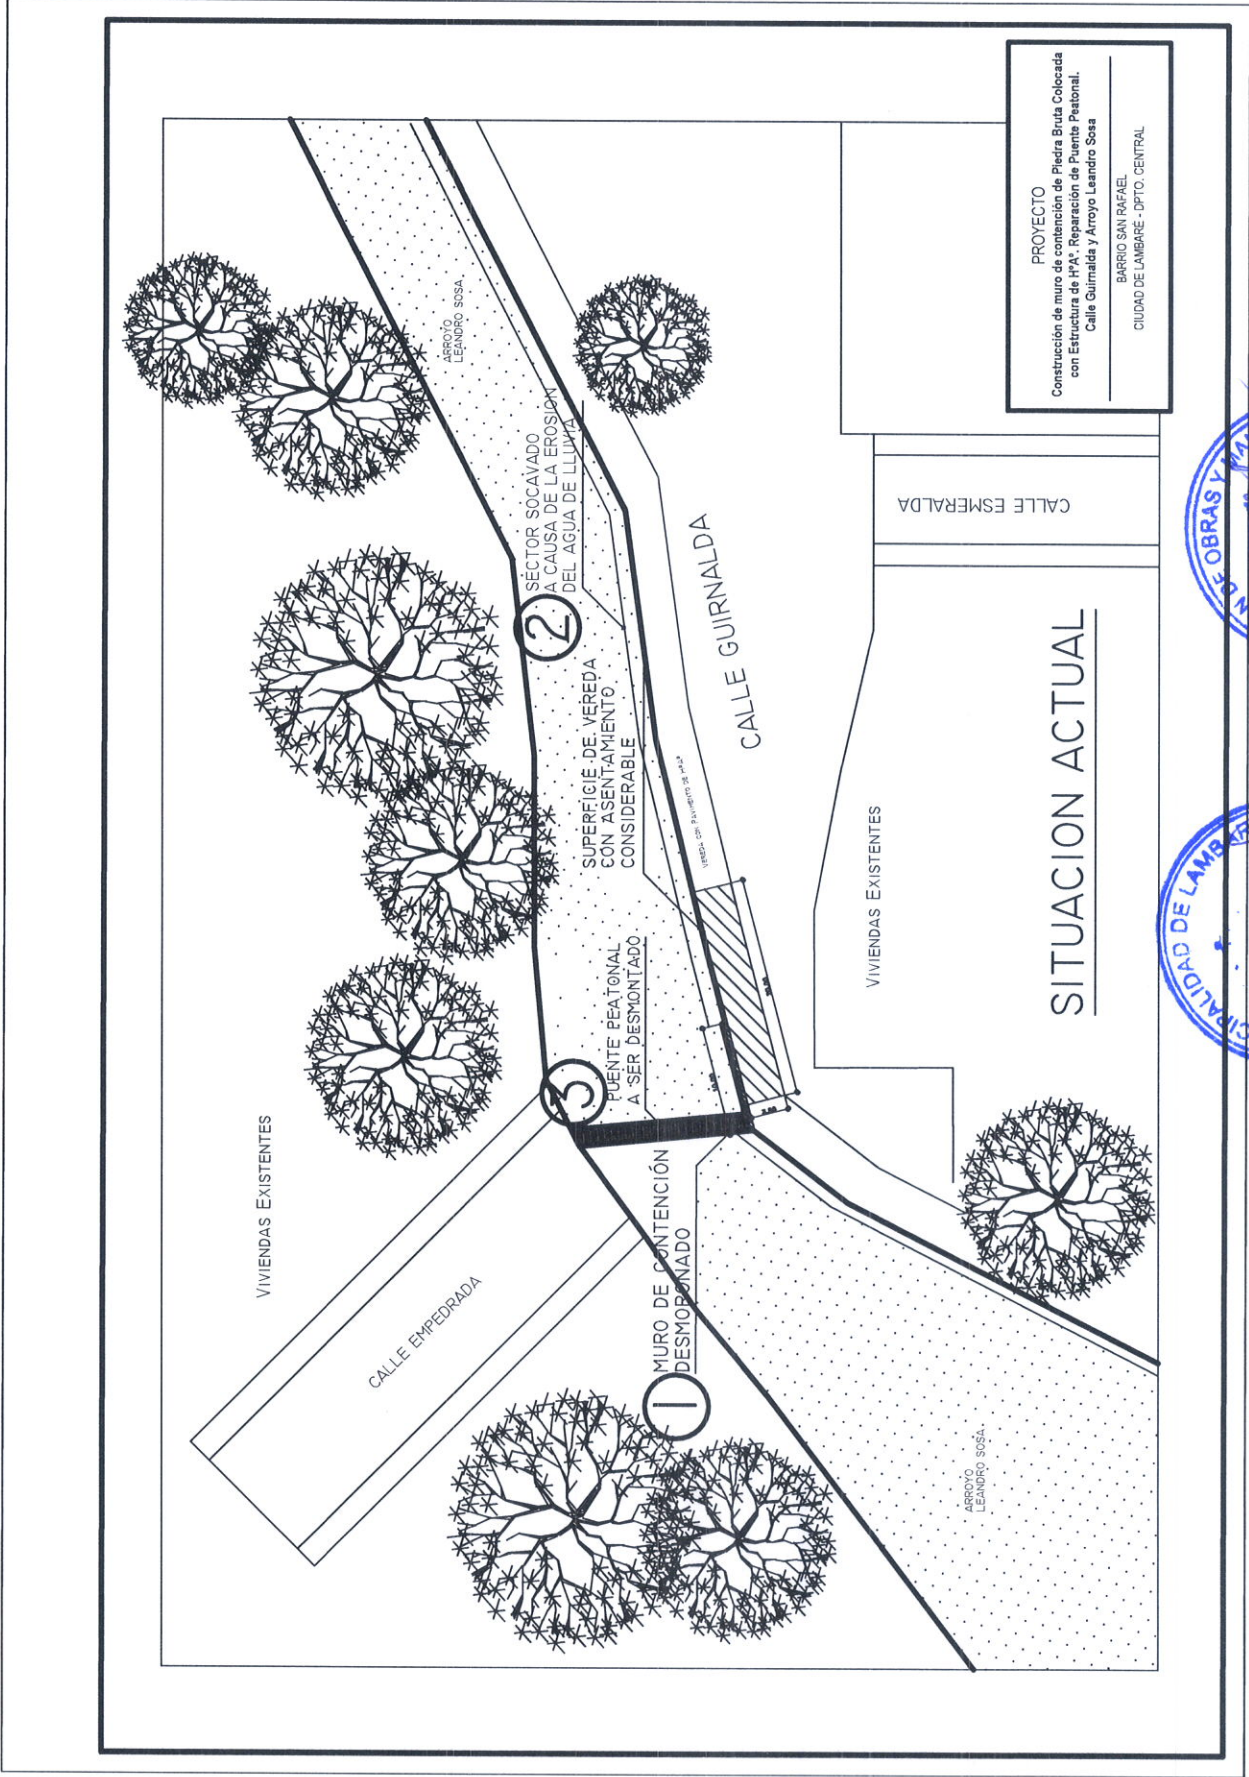 VIVIENDAS EXISTENTES
CALLE EMPEDRADA
ARROYO
LEANDRO SOSA
2
SECTOR SOCAVADO
A CAUSA DE LA EROSION
DEL AGUA DE LLUVIA
SUPERFICIE DE VEREDA
CON ASENTAMIENTO
CONSIDERABLE
3
PUENTE PEATONAL
A SER DESMONTADO
1
MURO DE CONTENCIÓN
DESMORONADO
CALLE GUIRNALDA
VIVIENDAS EXISTENTES
CALLE ESMERALDA
ARROYO
LEANDRO SOSA
SITUACION ACTUAL
PROYECTO
Construcción de muro de contención de Piedra Bruta Colocada
con Estructura de HºAº. Reparación de Puente Peatonal.
Calle Guirnalda y Arroyo Leandro Sosa
BARRIO SAN RAFAEL
CIUDAD DE LAMBARÉ - DPTO. CENTRAL
DE OBRAS Y
DE